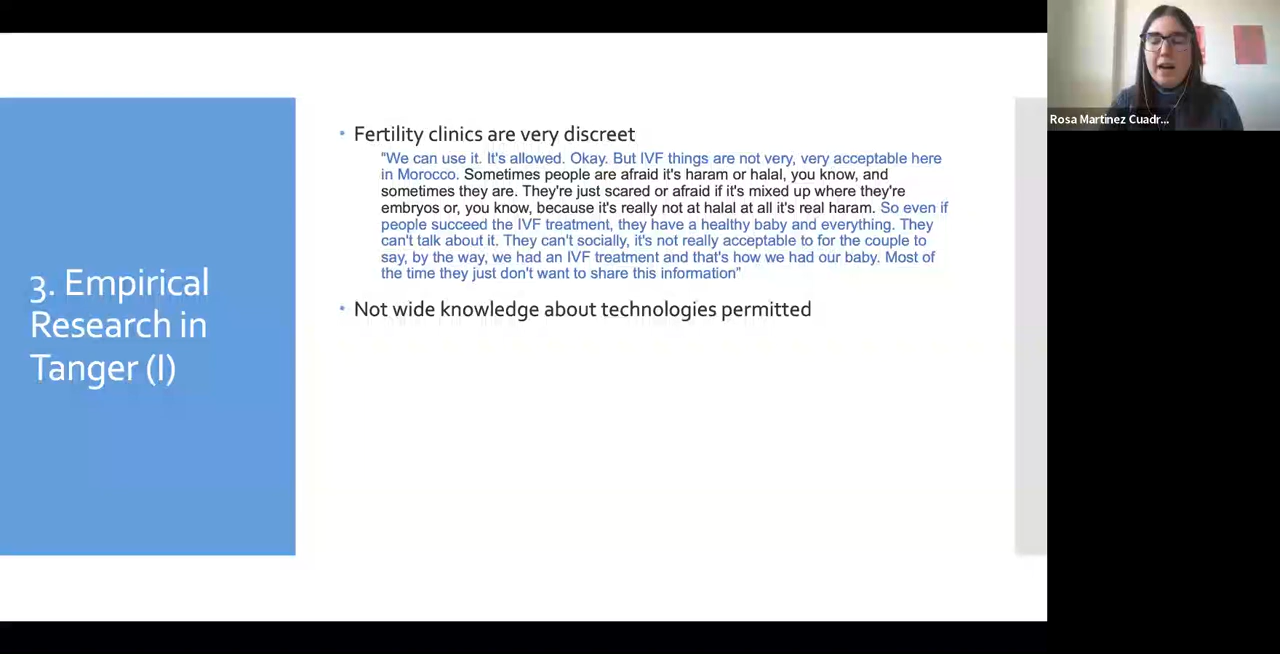 Rosa Martínez Cuadr...
• Fertility clinics are very discreet
"We can use it. It's allowed. Okay. But IVF things are not very, very acceptable here
in Morocco. Sometimes people are afraid it's haram or halal, you know, and
sometimes they are. They're just scared or afraid if it's mixed up where they're
embryos or, you know, because it's really not at halal at all it's real haram. So even if
people succeed the IVF treatment, they have a healthy baby and everything. They
can't talk about it. They can't socially, it's not really acceptable to for the couple to
say, by the way, we had an IVF treatment and that's how we had our baby. Most of
the time they just don't want to share this information”
• Not wide knowledge about technologies permitted
3. Empirical
Research in
Tanger (I)